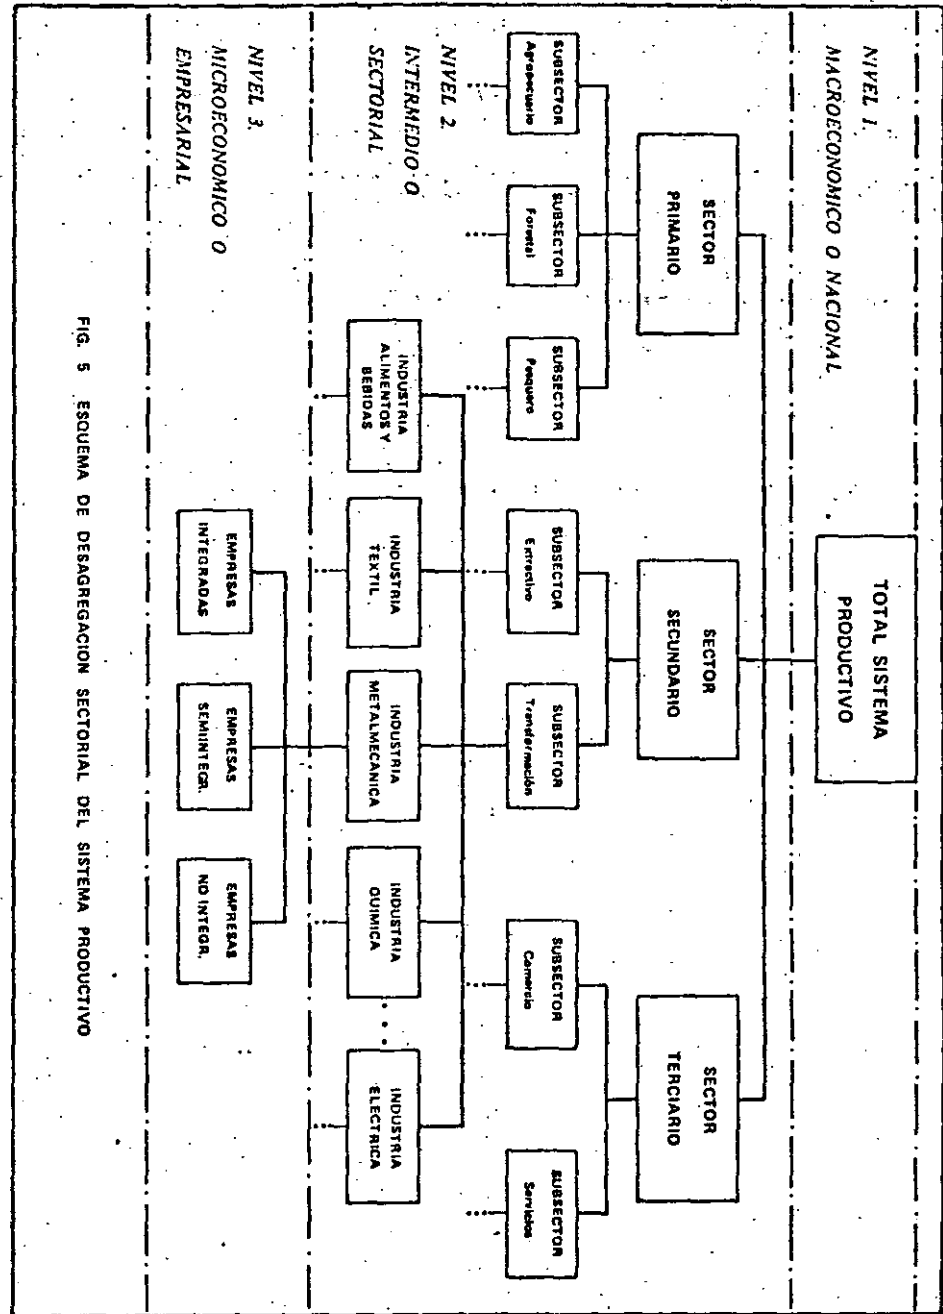 NIVEL 1.
MACROECONOMICO O NACIONAL
TOTAL SISTEMA
PRODUCTIVO
SECTOR
PRIMARIO
SECTOR
SECUNDARIO
SECTOR
TERCIARIO
SUBSECTOR
Agropecuario
SUBSECTOR
Forestal
SUBSECTOR
Pesquero
SUBSECTOR
Extractivo
SUBSECTOR
Transformación
SUBSECTOR
Comercio
SUBSECTOR
Servicios
NIVEL 2.
INTERMEDIO O
SECTORIAL
INDUSTRIA
ALIMENTOS Y
BEBIDAS
INDUSTRIA
TEXTIL
INDUSTRIA
METALMECANICA
INDUSTRIA
QUIMICA
INDUSTRIA
ELECTRICA
NIVEL 3.
MICROECONOMICO O
EMPRESARIAL
EMPRESAS
INTEGRADAS
EMPRESAS
SEMIINTEGR.
EMPRESAS
NO INTEGR.
FIG. 5 ESQUEMA DE DESAGREGACION SECTORIAL DEL SISTEMA PRODUCTIVO